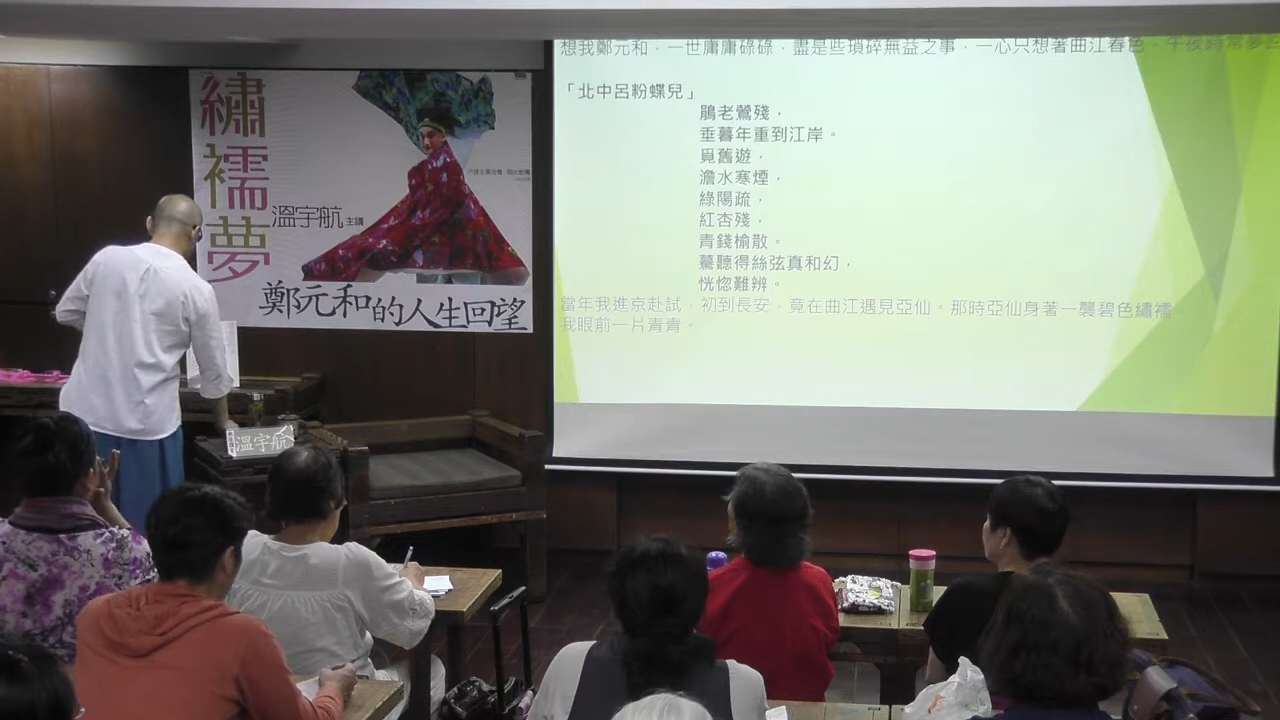 繡襦夢
溫宇航 主講
鄭元和的人生回望
溫宇航
想我鄭元和，一世庸庸碌碌，盡是些瑣碎無益之事，一心只想著曲江春色，午夜
「北中呂粉蝶兒」
鵑老鶯殘，
垂暮年重到江岸。
覓舊遊，
澹水寒煙，
綠陽疏，
紅杏殘，
青錢榆散。
驀聽得絲弦真和幻，
恍惚難辨。
當年我進京赴試，初到長安，竟在曲江遇見亞仙。那時亞仙身著一襲碧色繡襦，
我眼前一片青青。